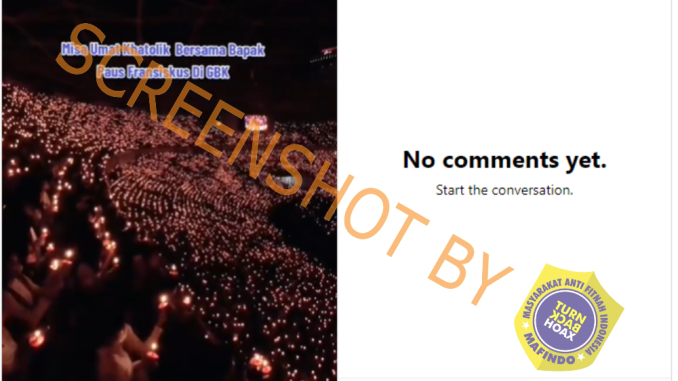 Misa Umat Khatolik Bersama Bapak
Paus Fransiskus Di GBK
No comments yet.
Start the conversation.
SCREENSHOT BY
MASYARAKAT ANTI FITNAH INDONESIA
TURN
BACK
HOAX
MAFINDO